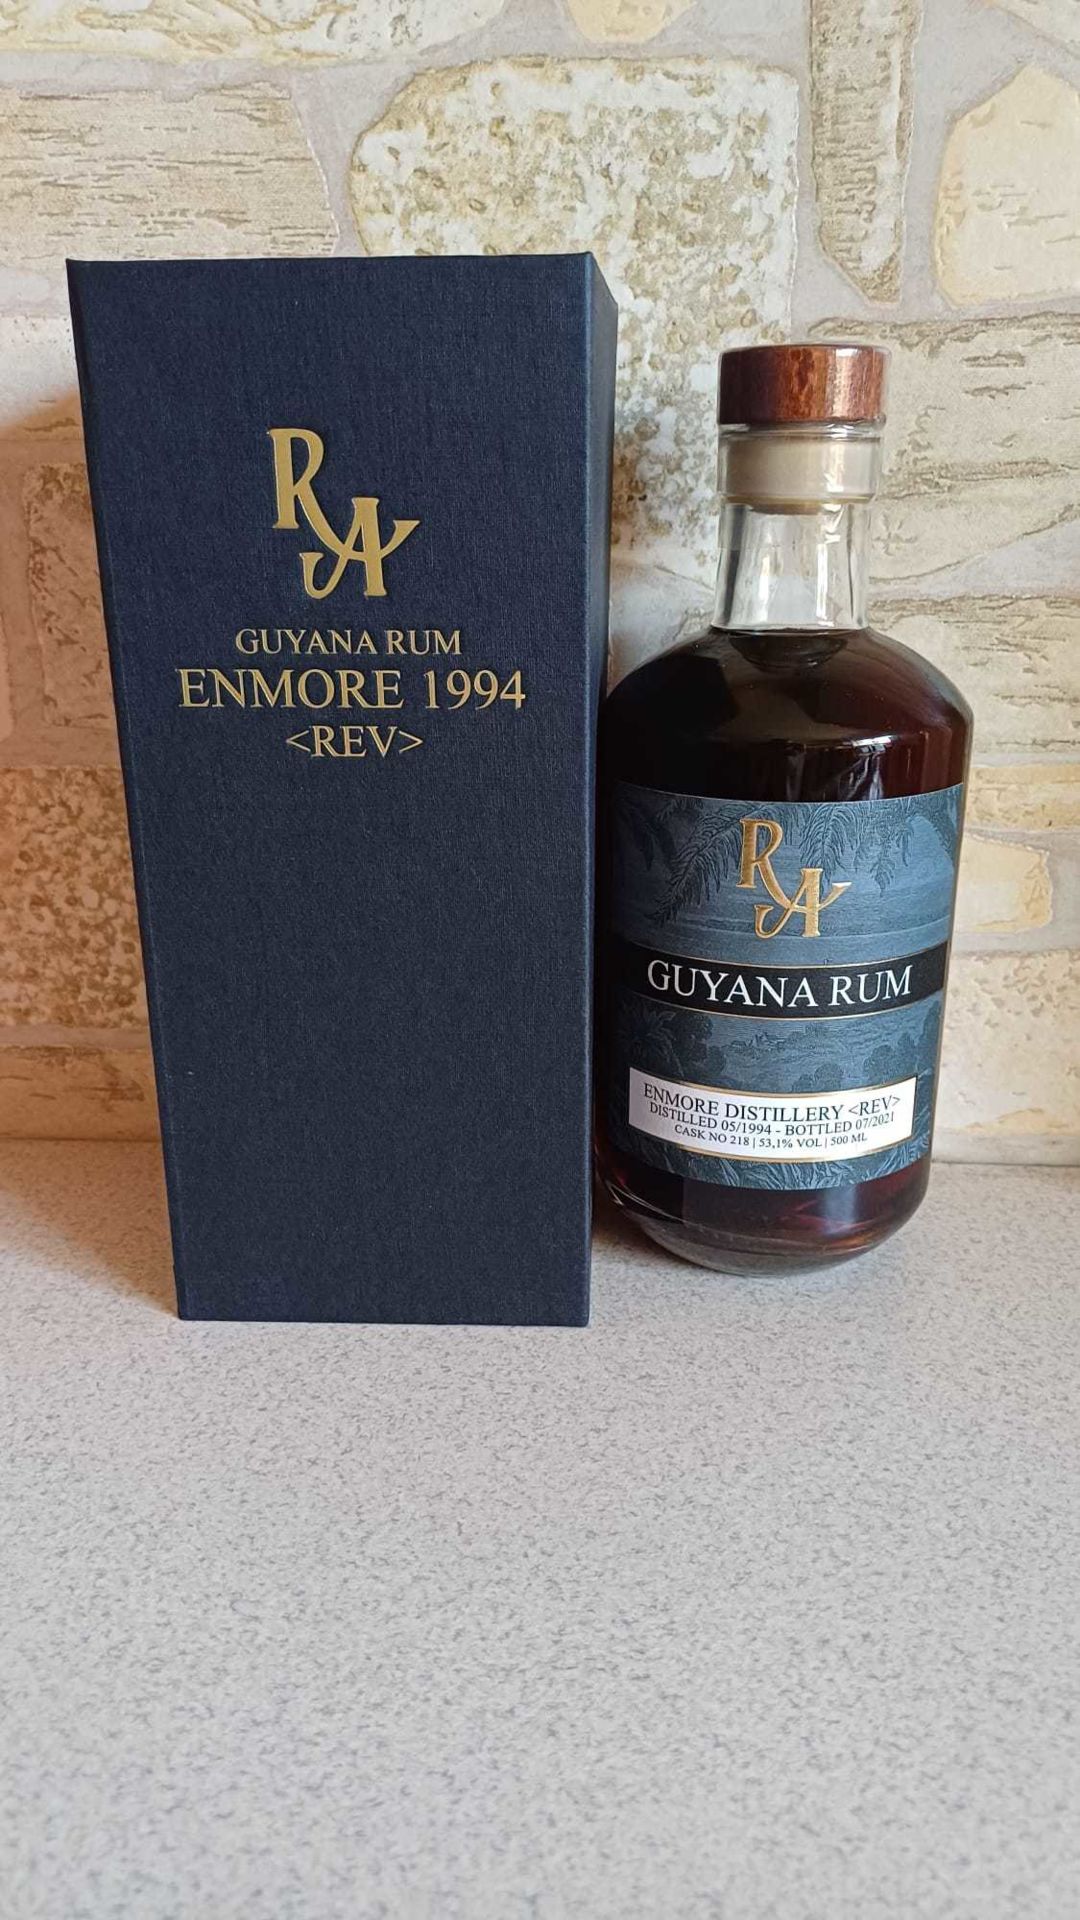 RA
GUYANA RUM
ENMORE 1994
<REV>
RA
GUYANA RUM
ENMORE DISTILLERY <REV>
DISTILLED 05/1994 - BOTTLED 07/2021
CASK NO 218 | 53,1% VOL | 500 ML